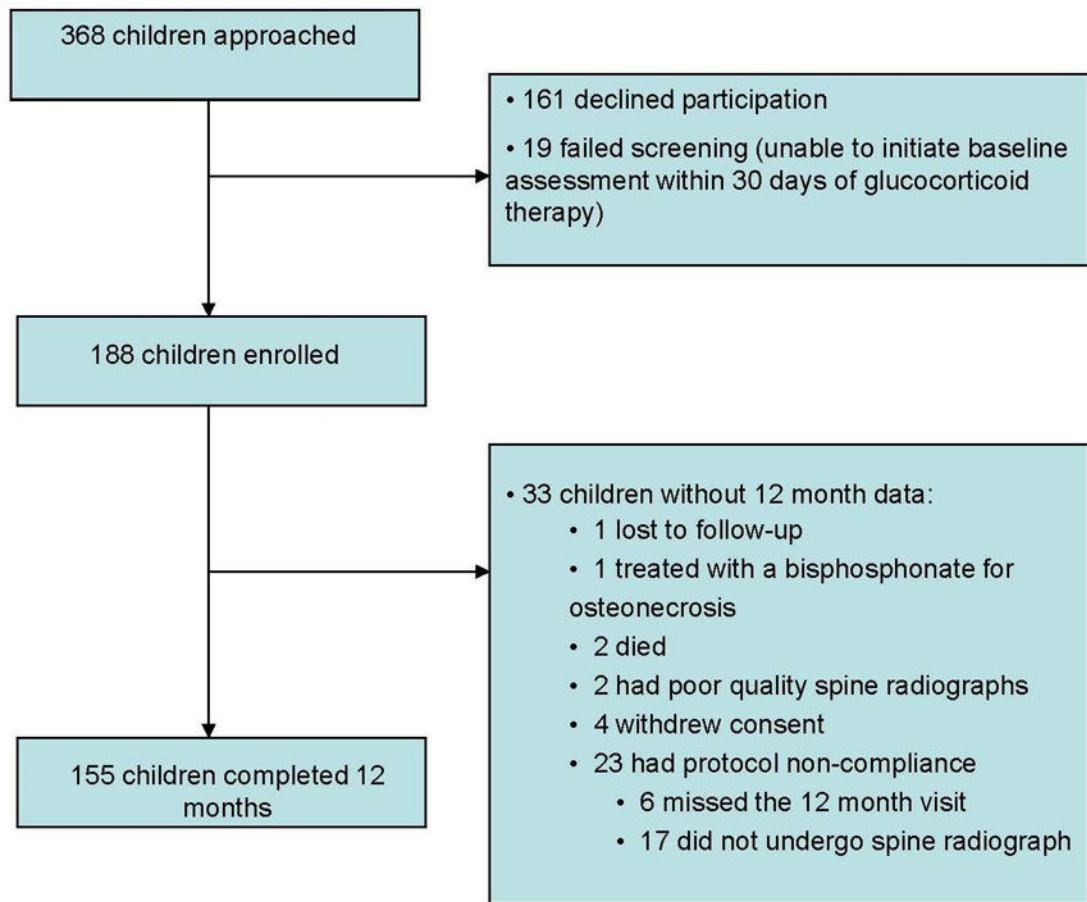 368 children approached
• 161 declined participation
• 19 failed screening (unable to initiate baseline
assessment within 30 days of glucocorticoid
therapy)
188 children enrolled
• 33 children without 12 month data:
• 1 lost to follow-up
• 1 treated with a bisphosphonate for
osteonecrosis
• 2 died
• 2 had poor quality spine radiographs
• 4 withdrew consent
• 23 had protocol non-compliance
• 6 missed the 12 month visit
• 17 did not undergo spine radiograph
155 children completed 12
months